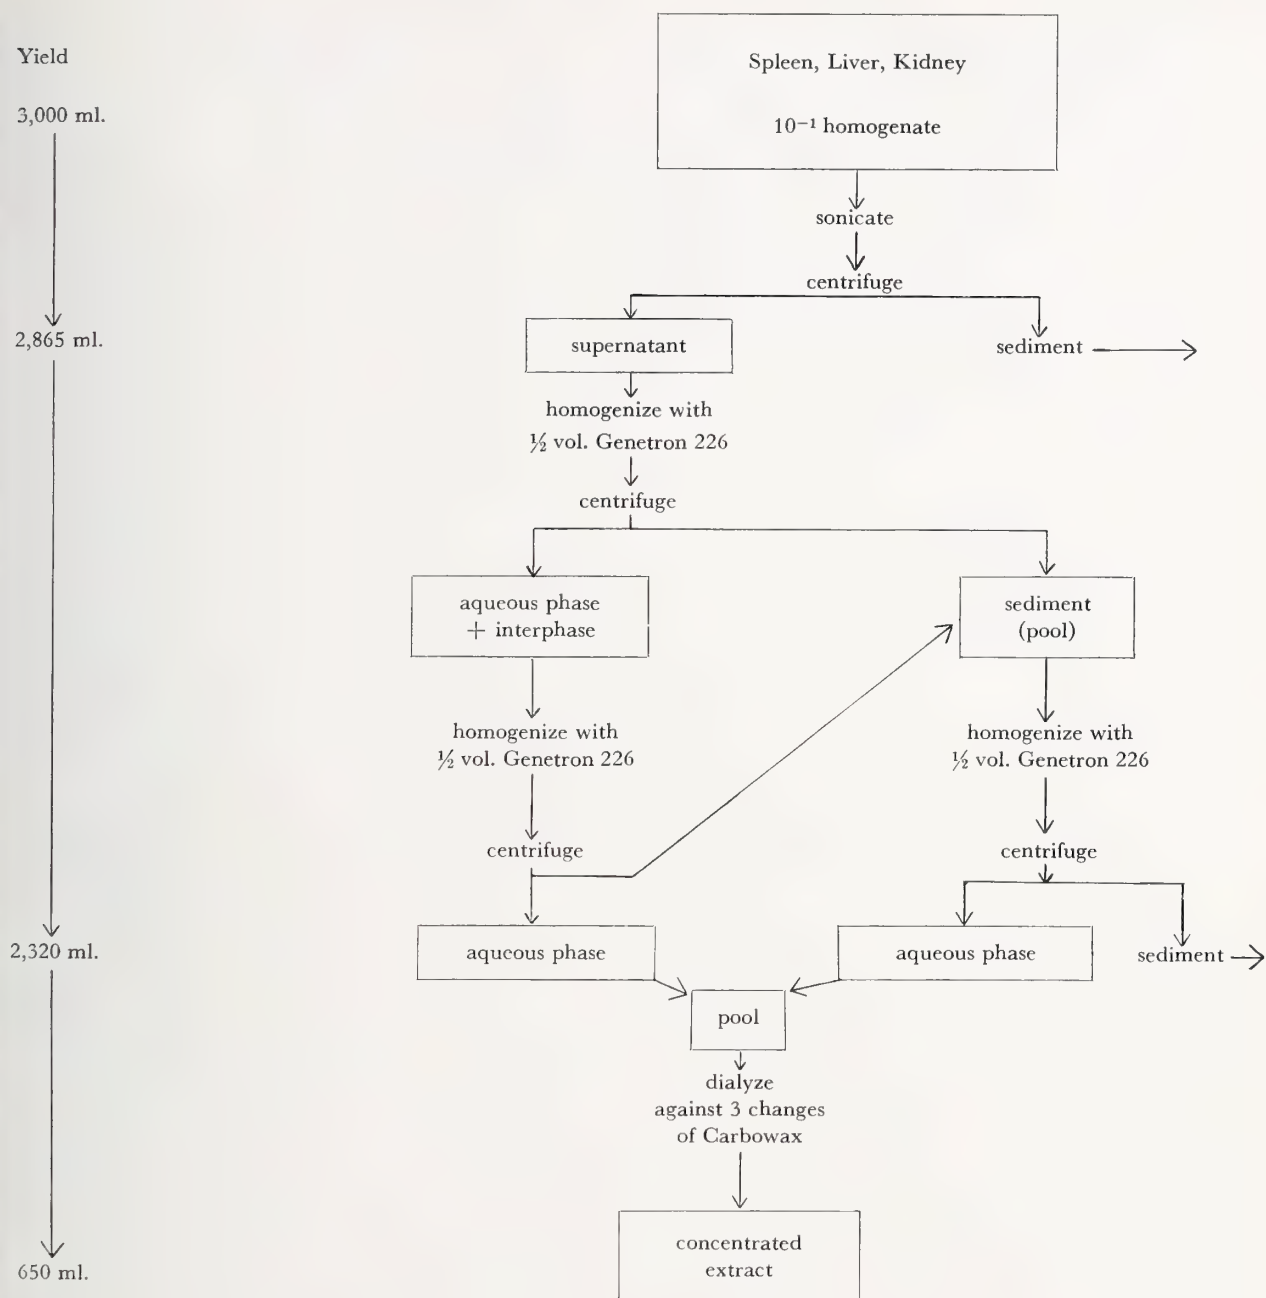 Yield
3,000 ml.
Spleen, Liver, Kidney
10⁻¹ homogenate
sonicate
centrifuge
2,865 ml.
supernatant
sediment
homogenize with
½ vol. Genetron 226
centrifuge
aqueous phase
+ interphase
sediment
(pool)
homogenize with
½ vol. Genetron 226
homogenize with
½ vol. Genetron 226
centrifuge
centrifuge
2,320 ml.
aqueous phase
aqueous phase
sediment
pool
dialyze
against 3 changes
of Carbowax
650 ml.
concentrated
extract